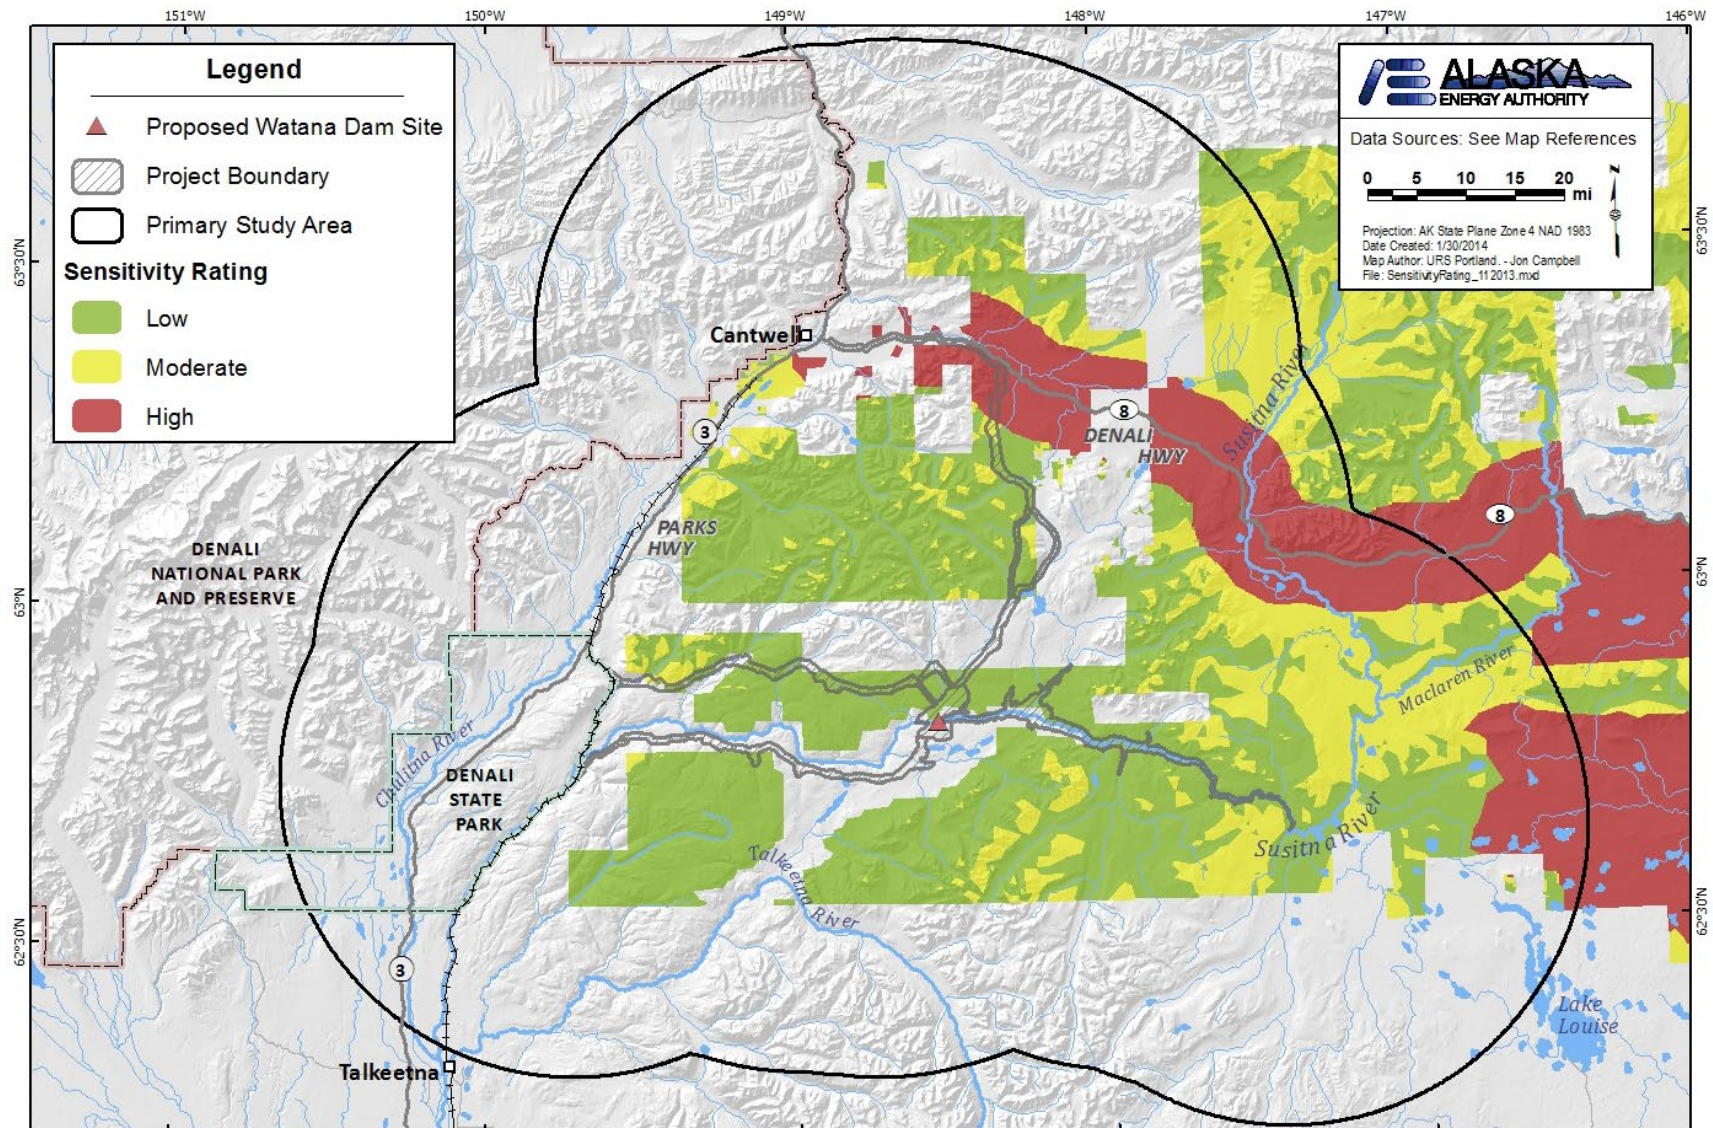 151°W 150°W 149°W 148°W 147°W 146°W
Legend
Proposed Watana Dam Site
Project Boundary
Primary Study Area
Sensitivity Rating
Low
Moderate
High
ALASKA
ENERGY AUTHORITY
Data Sources: See Map References
0 5 10 15 20
mi
N
Projection: AK State Plane Zone 4 NAD 1983
Date Created: 1/30/2014
Map Author: URS Portland. - Jon Campbell
File: SensitivityRating_112013.mxd
63°30'N
63°30'N
Cantwell
Susitna River
8
DENALI
HWY
3
8
PARKS
HWY
DENALI
NATIONAL PARK
AND PRESERVE
63°N
63°N
Maclaren River
Chulitna River
DENALI
STATE
PARK
Susitna River
Talkeetna River
62°30'N
62°30'N
3
Lake
Louise
Talkeetna